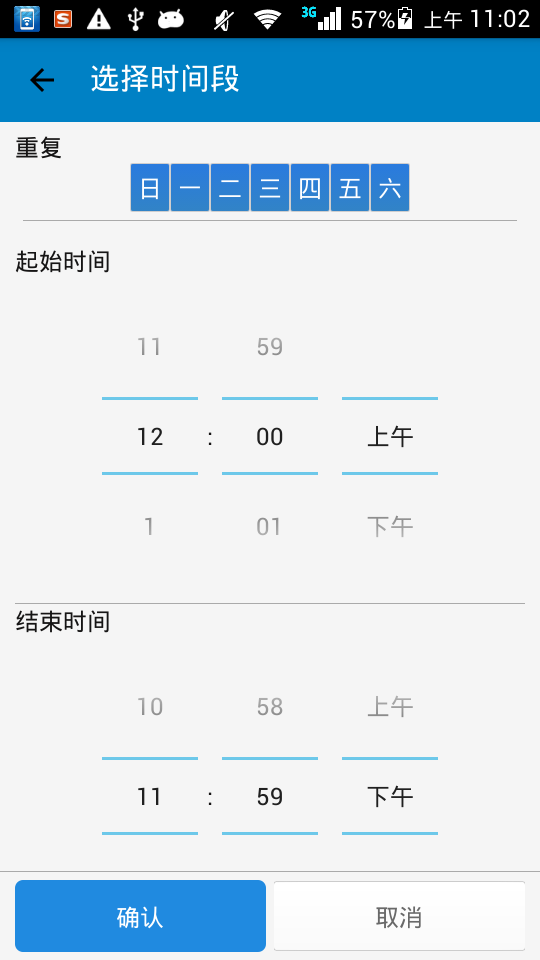 3G 57% 上午 11:02
选择时间段
重复
日 一 二 三 四 五 六
起始时间
11 59
12 : 00 上午
1 01 下午
结束时间
10 58 上午
11 : 59 下午
确认 取消